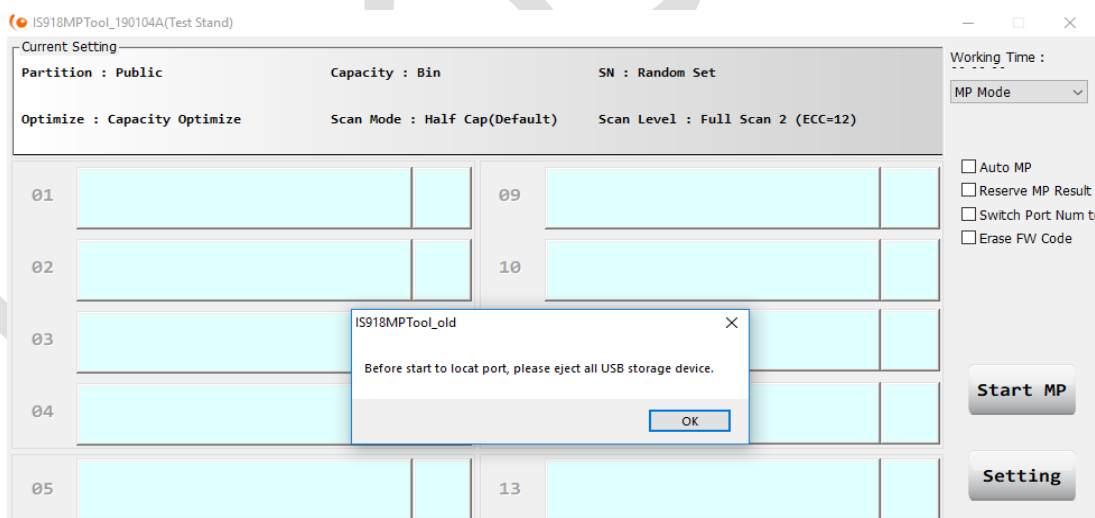 IS918MPTool_190104A(Test Stand)
Current Setting
Partition : Public
Capacity : Bin
SN : Random Set
Optimize : Capacity Optimize
Scan Mode : Half Cap(Default)
Scan Level : Full Scan 2 (ECC=12)
Working Time :
-- -- --
MP Mode
Auto MP
Reserve MP Result
Switch Port Num t
Erase FW Code
01
09
02
10
03
04
05
13
IS918MPTool_old
Before start to locat port, please eject all USB storage device.
OK
Start MP
Setting